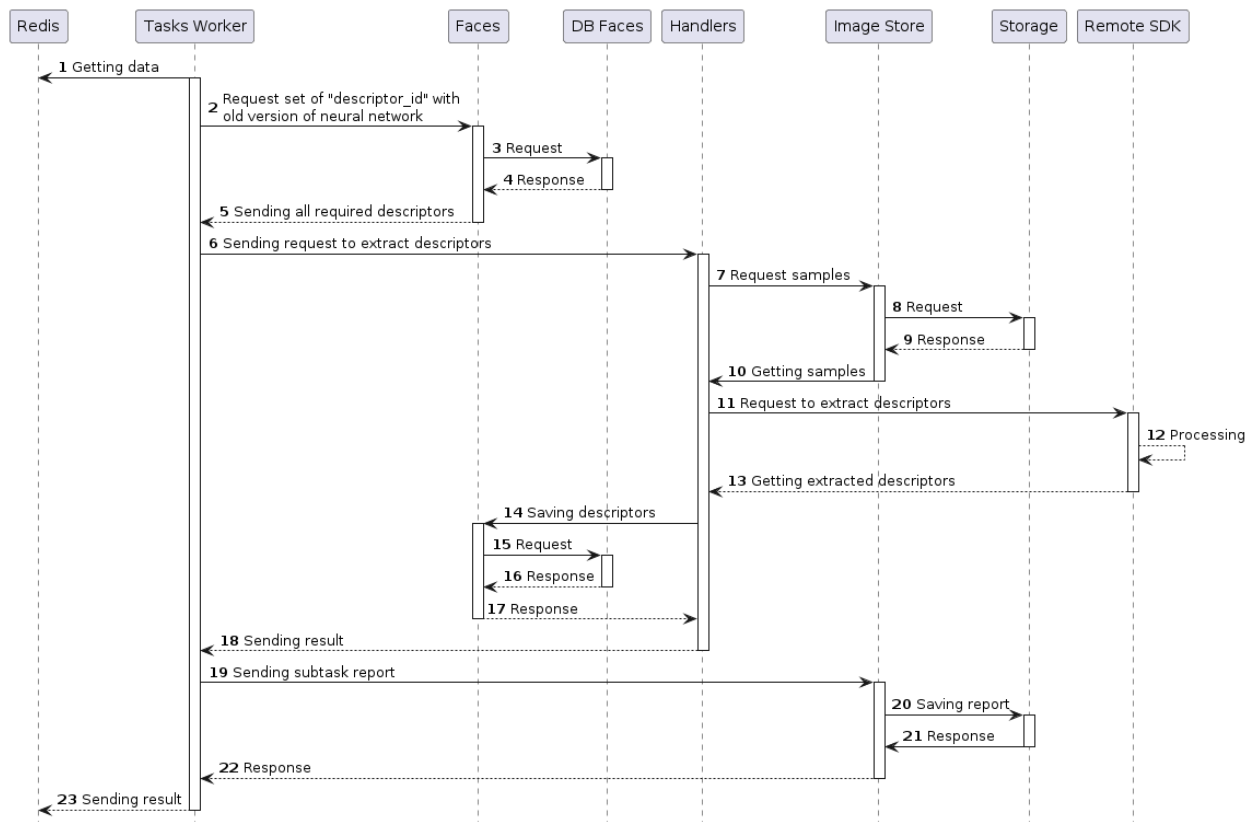 Redis
Tasks Worker
Faces
DB Faces
Handlers
Image Store
Storage
Remote SDK
1 Getting data
2 Request set of "descriptor_id" with
old version of neural network
3 Request
4 Response
5 Sending all required descriptors
6 Sending request to extract descriptors
7 Request samples
8 Request
9 Response
10 Getting samples
11 Request to extract descriptors
12 Processing
13 Getting extracted descriptors
14 Saving descriptors
15 Request
16 Response
17 Response
18 Sending result
19 Sending subtask report
20 Saving report
21 Response
22 Response
23 Sending result